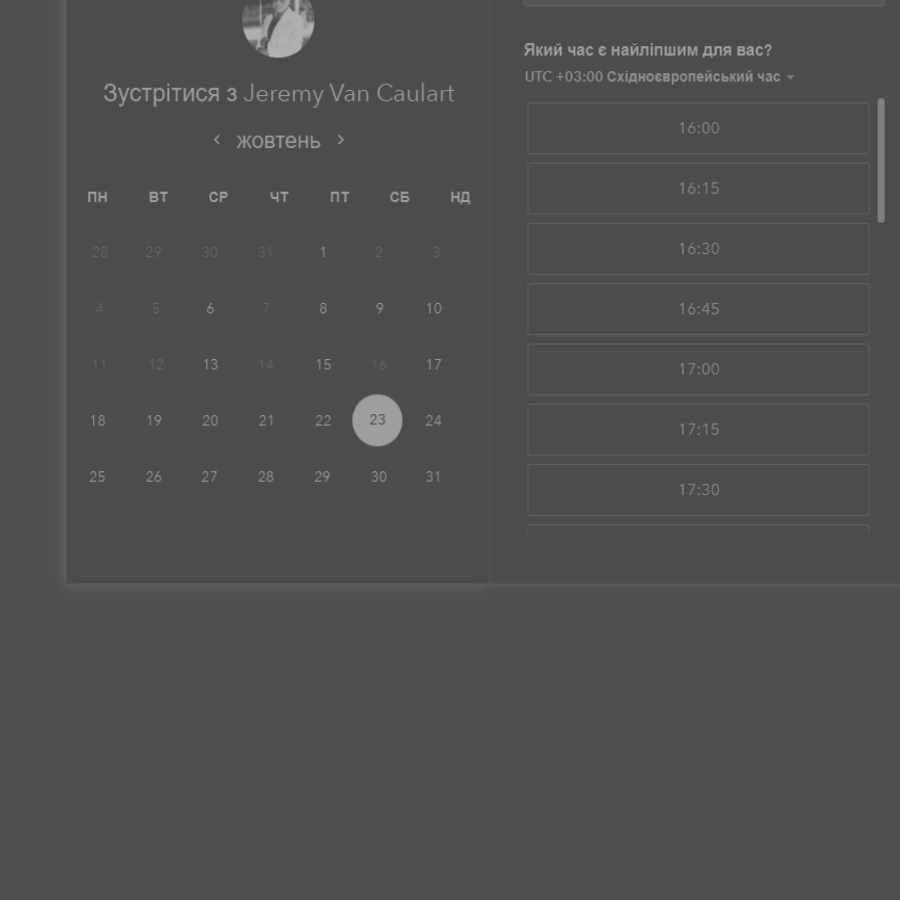 Зустрітися з Jeremy Van Caulart
жовтень
ПН ВТ СР ЧТ ПТ СБ НД
28 29 30 31 1 2 3
4 5 6 7 8 9 10
11 12 13 14 15 16 17
18 19 20 21 22 23 24
25 26 27 28 29 30 31
Який час є найліпшим для вас?
UTC +03:00 Східноєвропейський час
16:00
16:15
16:30
16:45
17:00
17:15
17:30